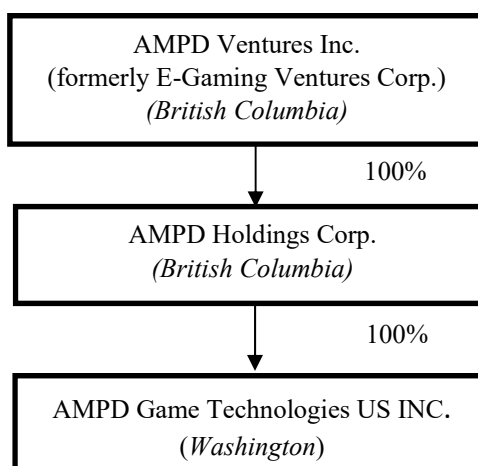 AMPD Ventures Inc.
(formerly E-Gaming Ventures Corp.)
(British Columbia)
100%
AMPD Holdings Corp.
(British Columbia)
100%
AMPD Game Technologies US INC.
(Washington)